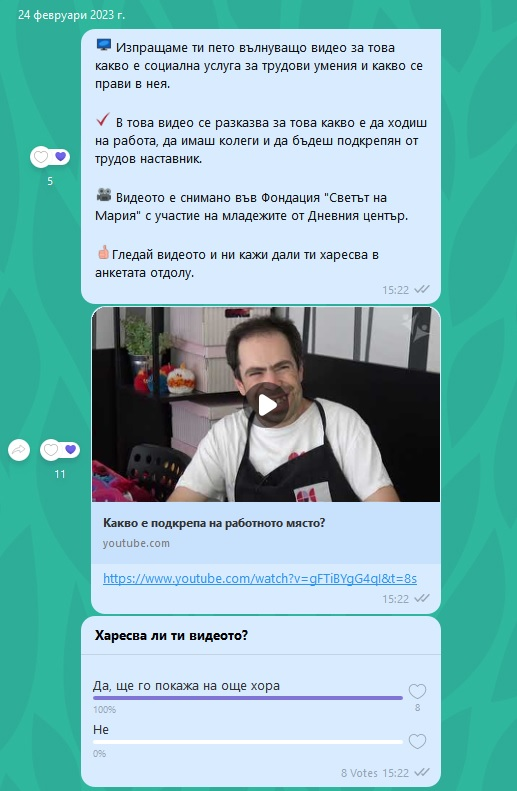 24 февруари 2023 г.
Изпращаме ти пето вълнуващо видео за това
какво е социална услуга за трудови умения и какво се
прави в нея.
В това видео се разказва за това какво е да ходиш
на работа, да имаш колеги и да бъдеш подкрепян от
трудов наставник.
Видеото е снимано във Фондация "Светът на
Мария" с участие на младежите от Дневния център.
Гледай видеото и ни кажи дали ти харесва в
анкетата отдолу.
15:22
5
11
Какво е подкрепа на работното място?
youtube.com
https://www.youtube.com/watch?v=gFTiBYgG4qI&t=8s
15:22
Харесва ли ти видеото?
Да, ще го покажа на още хора
100%
8
Не
0%
8 Votes 15:22